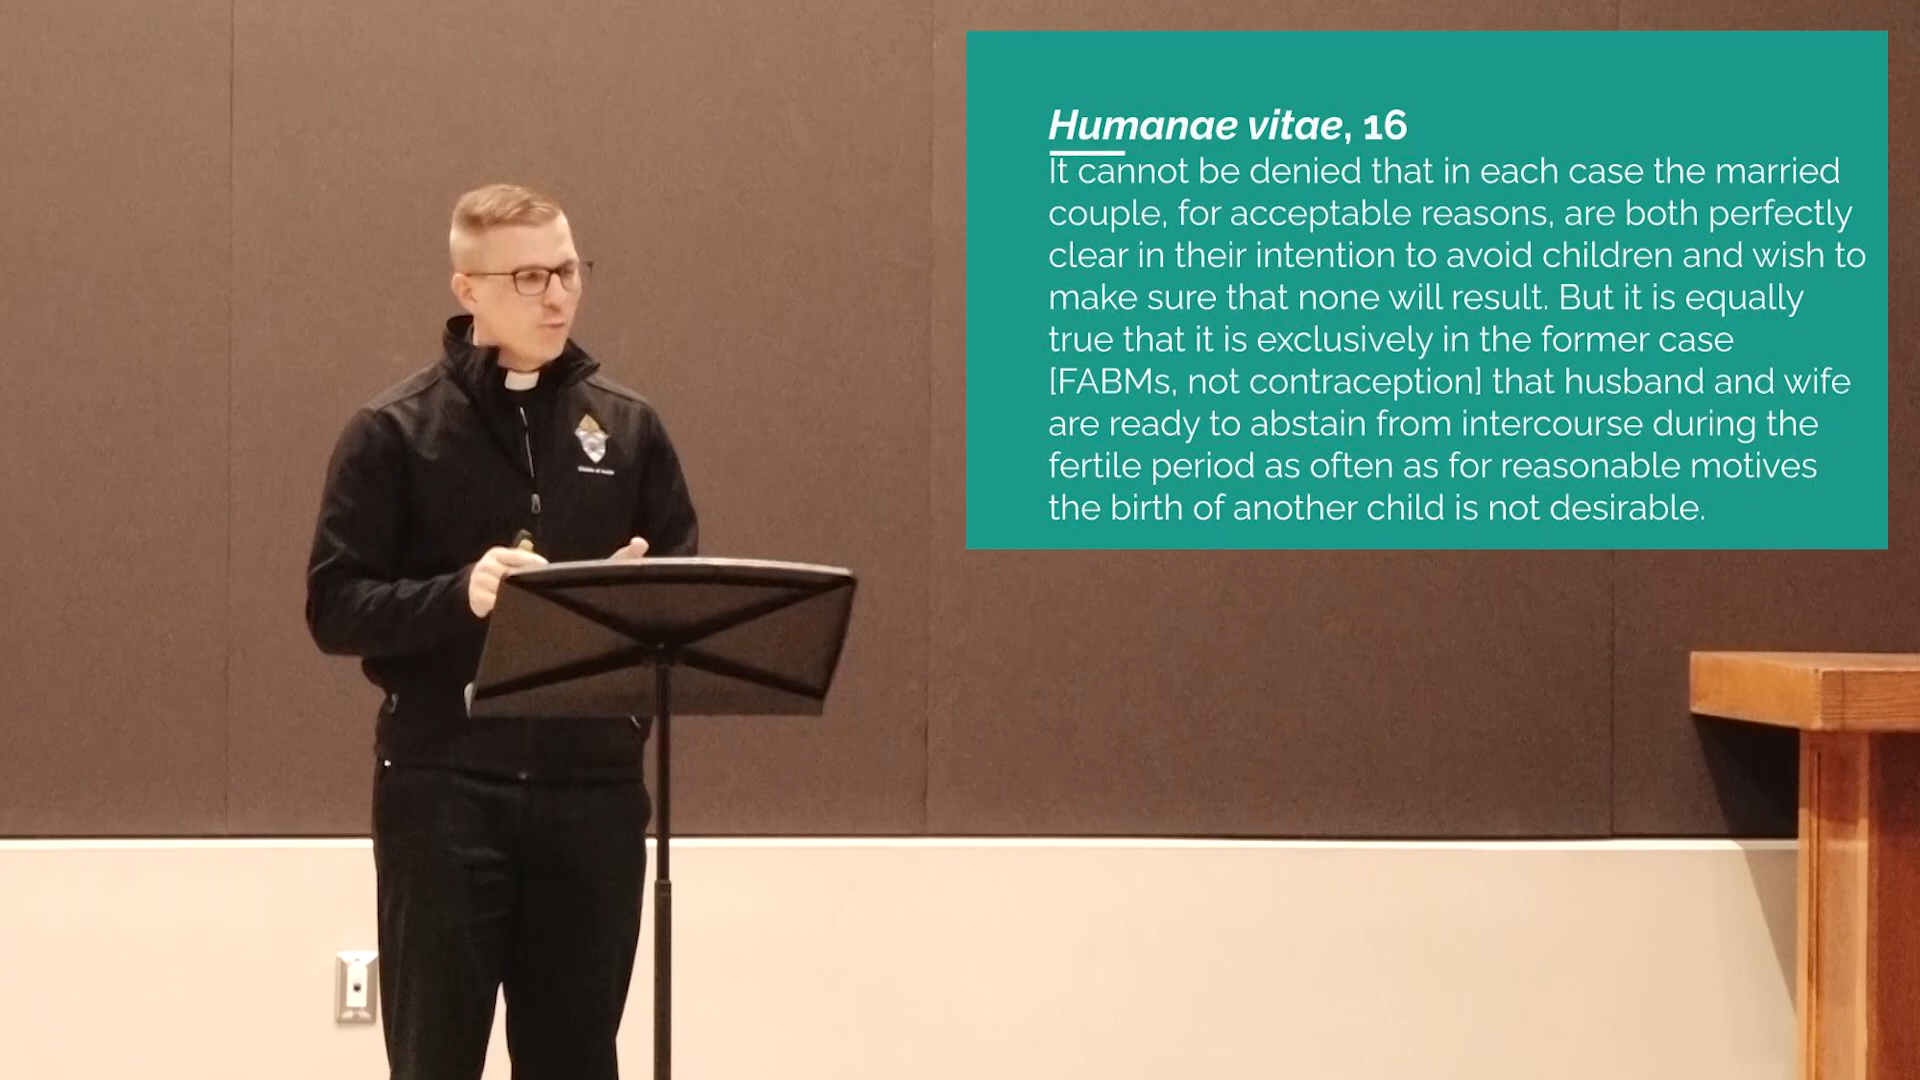 Humanae vitae, 16
It cannot be denied that in each case the married
couple, for acceptable reasons, are both perfectly
clear in their intention to avoid children and wish to
make sure that none will result. But it is equally
true that it is exclusively in the former case
[FABMs, not contraception] that husband and wife
are ready to abstain from intercourse during the
fertile period as often as for reasonable motives
the birth of another child is not desirable.